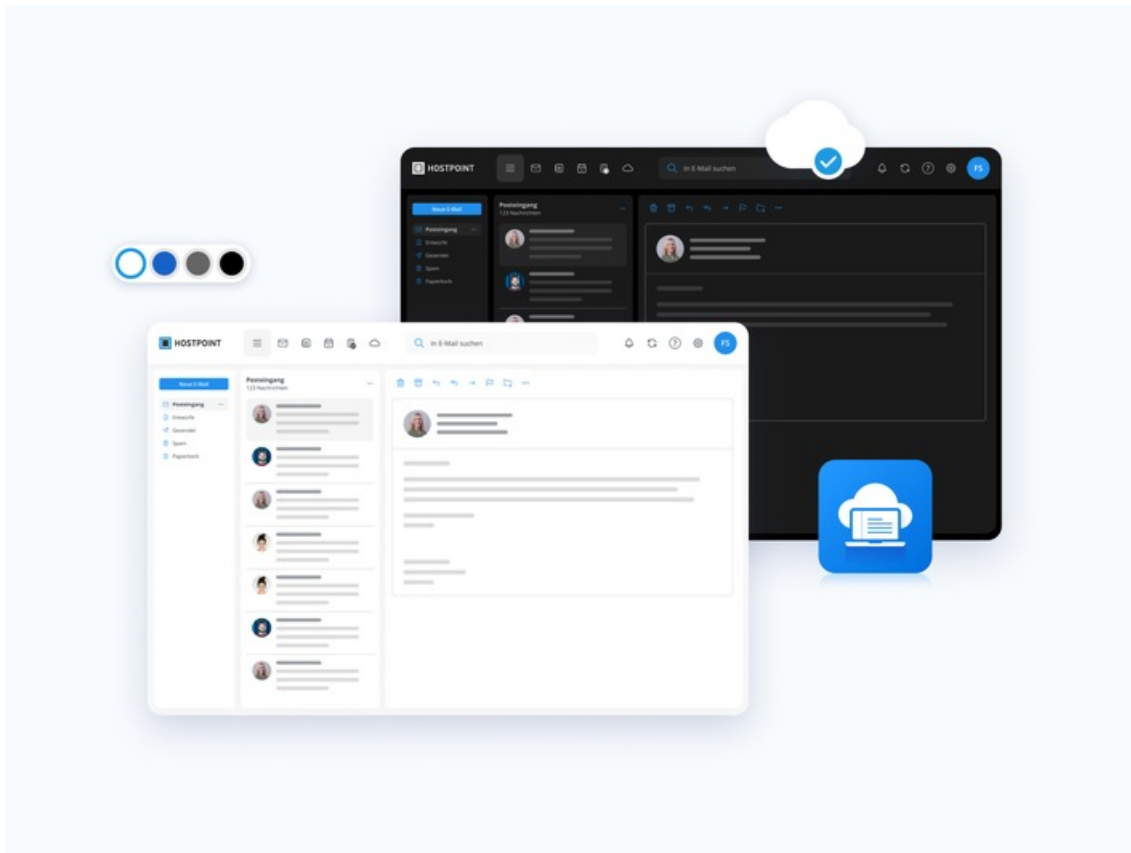 HOSTPOINT
In E-Mail suchen
FS
Neue E-Mail
Posteingang
Entwürfe
Gesendet
Spam
Papierkorb
Posteingang
123 Nachrichten
HOSTPOINT
In E-Mail suchen
FS
Neue E-Mail
Posteingang
Entwürfe
Gesendet
Spam
Papierkorb
Posteingang
123 Nachrichten